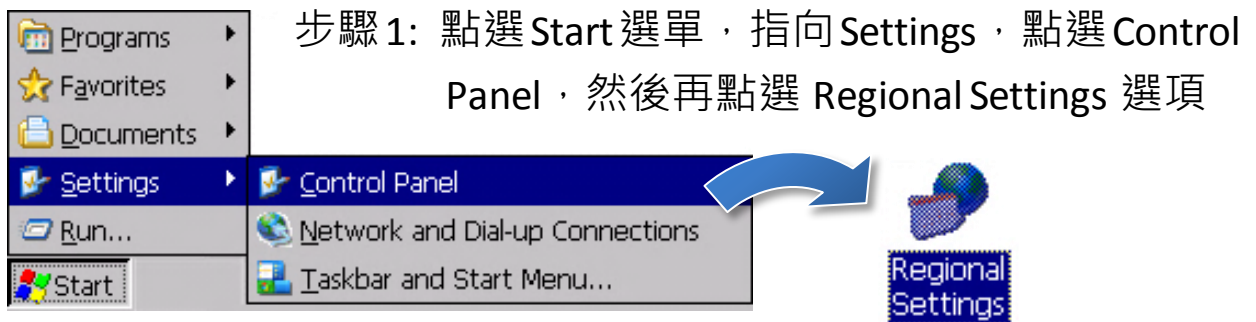 步驟1: 點選Start選單，指向Settings，點選Control
Panel，然後再點選 Regional Settings 選項
Programs
Favorites
Documents
Settings
Run...
Start
Control Panel
Network and Dial-up Connections
Taskbar and Start Menu...
Regional
Settings